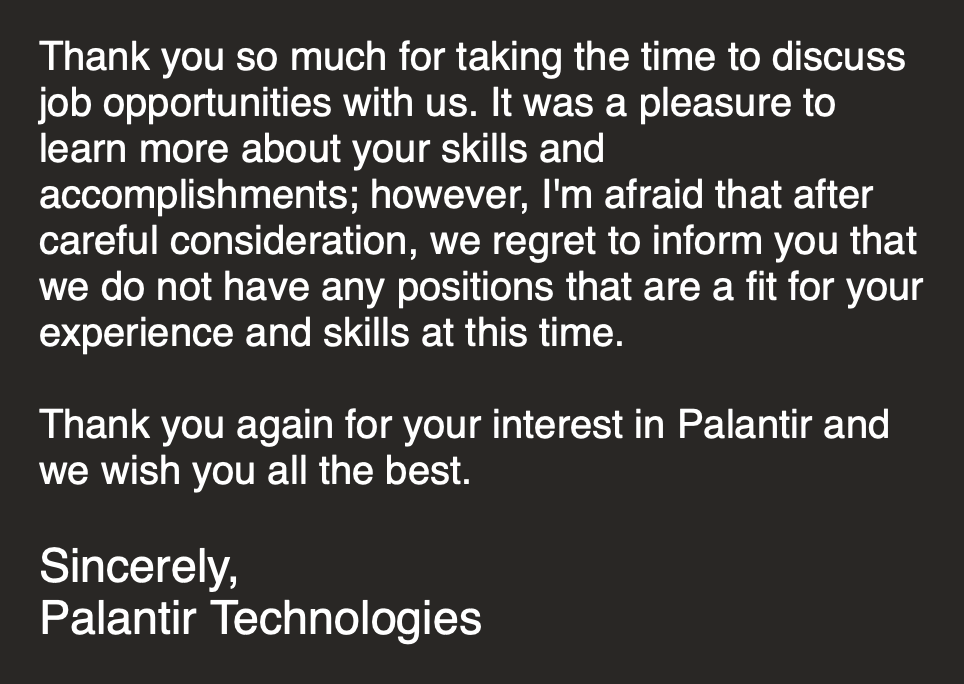 Thank you so much for taking the time to discuss
job opportunities with us. It was a pleasure to
learn more about your skills and
accomplishments; however, I'm afraid that after
careful consideration, we regret to inform you that
we do not have any positions that are a fit for your
experience and skills at this time.
Thank you again for your interest in Palantir and
we wish you all the best.
Sincerely,
Palantir Technologies